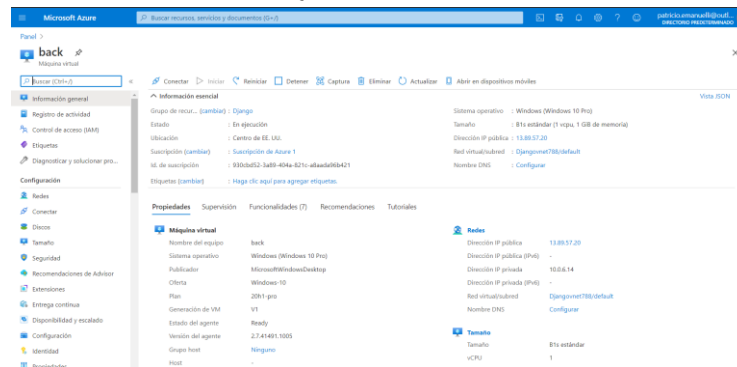 Microsoft Azure
Buscar recursos, servicios y documentos (G+/)
patricio.emanuelli@outl...
DIRECTORIO PREDETERMINADO
Panel >
back
Máquina virtual
Buscar (Ctrl+/)
Información general
Registro de actividad
Control de acceso (IAM)
Etiquetas
Diagnosticar y solucionar pro...
Configuración
Redes
Conectar
Discos
Tamaño
Seguridad
Recomendaciones de Advisor
Extensiones
Entrega continua
Disponibilidad y escalado
Configuración
Identidad
Propiedades
Conectar Iniciar Reiniciar Detener Captura Eliminar Actualizar Abrir en dispositivos móviles
Información esencial
Vista JSON
Grupo de recur... (cambiar) : Django
Estado : En ejecución
Ubicación : Centro de EE. UU.
Suscripción (cambiar) : Suscripción de Azure 1
Id. de suscripción : 930cbd52-3a89-404a-821c-a8aada96b421
Etiquetas (cambiar) : Haga clic aquí para agregar etiquetas.
Sistema operativo : Windows (Windows 10 Pro)
Tamaño : B1s estándar (1 vcpu, 1 GiB de memoria)
Dirección IP pública : 13.89.57.20
Red virtual/subred : Djangovnet788/default
Nombre DNS : Configurar
Propiedades Supervisión Funcionalidades (7) Recomendaciones Tutoriales
Máquina virtual
Nombre del equipo back
Sistema operativo Windows (Windows 10 Pro)
Publicador MicrosoftWindowsDesktop
Oferta Windows-10
Plan 20h1-pro
Generación de VM V1
Estado del agente Ready
Versión del agente 2.7.41491.1005
Grupo host Ninguno
Host -
Redes
Dirección IP pública 13.89.57.20
Dirección IP pública (IPv6) -
Dirección IP privada 10.0.6.14
Dirección IP privada (IPv6) -
Red virtual/subred Djangovnet788/default
Nombre DNS Configurar
Tamaño
Tamaño B1s estándar
vCPU 1